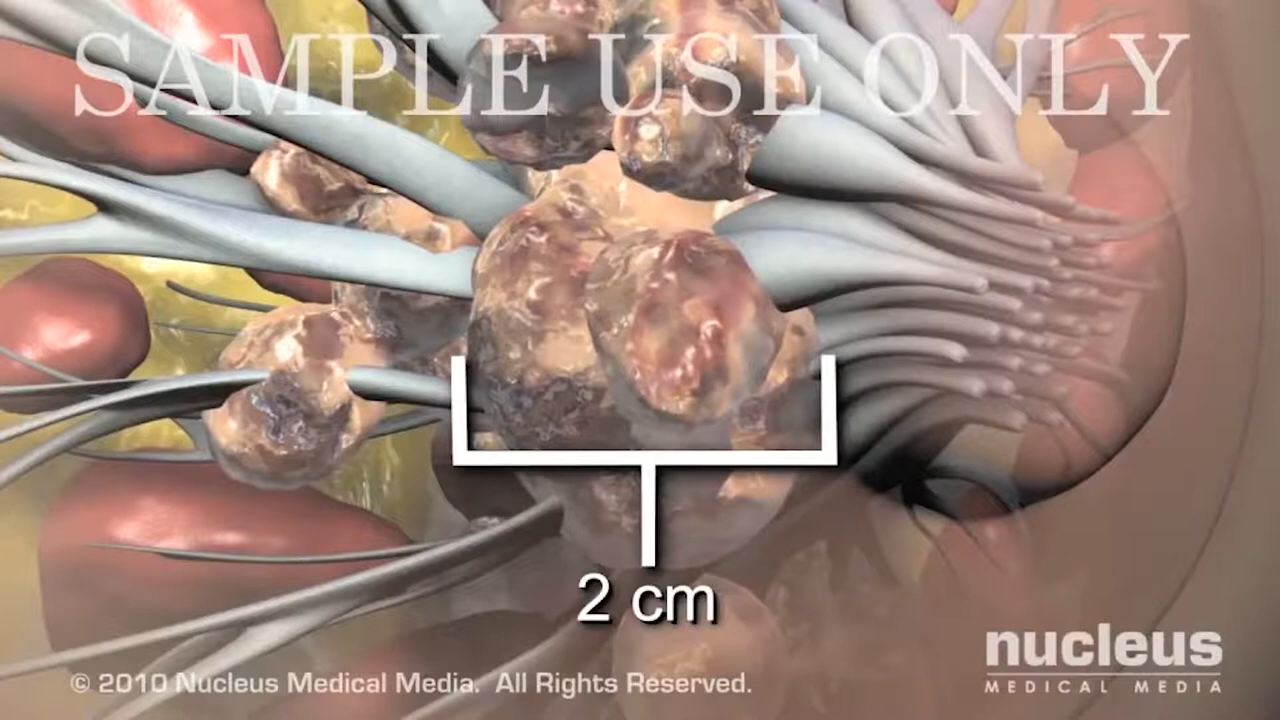 SAMPLE USE ONLY
2 cm
nucleus
MEDICAL MEDIA
© 2010 Nucleus Medical Media. All Rights Reserved.